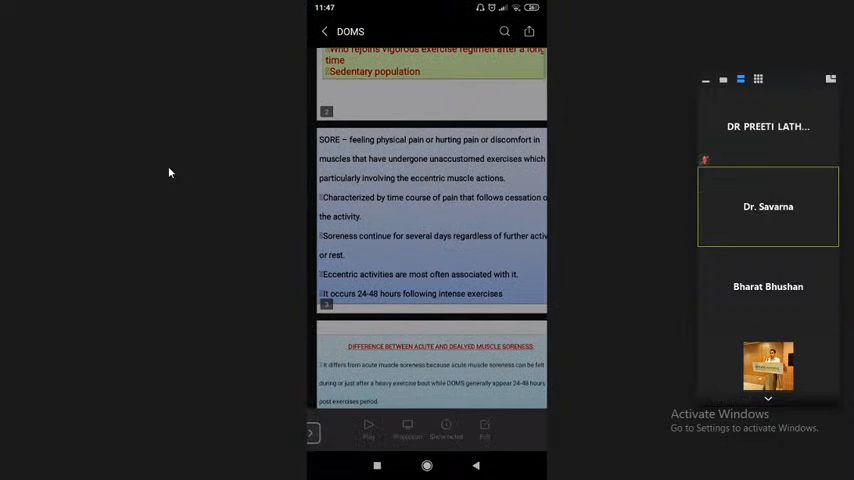 11:47
DOMS
Who rejoins vigorous exercise regimen after a long
time
Sedentary population
2
SORE – feeling physical pain or hurting pain or discomfort in
muscles that have undergone unaccustomed exercises which
particularly involving the eccentric muscle actions.
Characterized by time course of pain that follows cessation o
the activity.
Soreness continue for several days regardless of further activ
or rest.
Eccentric activities are most often associated with it.
It occurs 24-48 hours following intense exercises
3
DIFFERENCE BETWEEN ACUTE AND DEALYED MUSCLE SORENESS
It differs from acute muscle soreness because acute muscle soreness can be felt
during or just after a heavy exercise bout while DOMS generally appear 24-48 hours
post exercises period.
Play
Show notes
Edit
DR PREETI LATH...
Dr. Savarna
Bharat Bhushan
Activate Windows
Go to Settings to activate Windows.